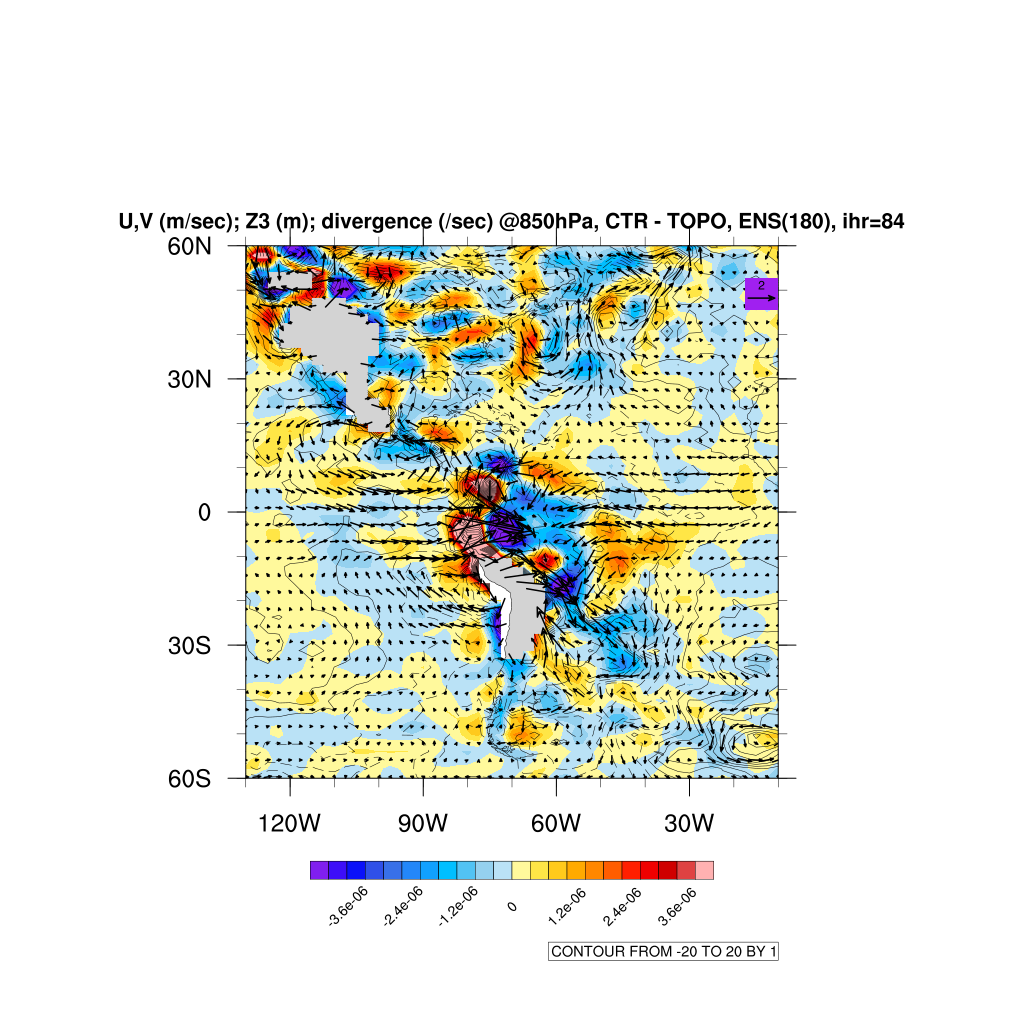 U,V (m/sec); Z3 (m); divergence (/sec) @850hPa, CTR - TOPO, ENS(180), ihr=84
60N
2
30N
0
30S
60S
120W 90W 60W 30W
-3.6e-06 -2.4e-06 -1.2e-06 0 1.2e-06 2.4e-06 3.6e-06
CONTOUR FROM -20 TO 20 BY 1